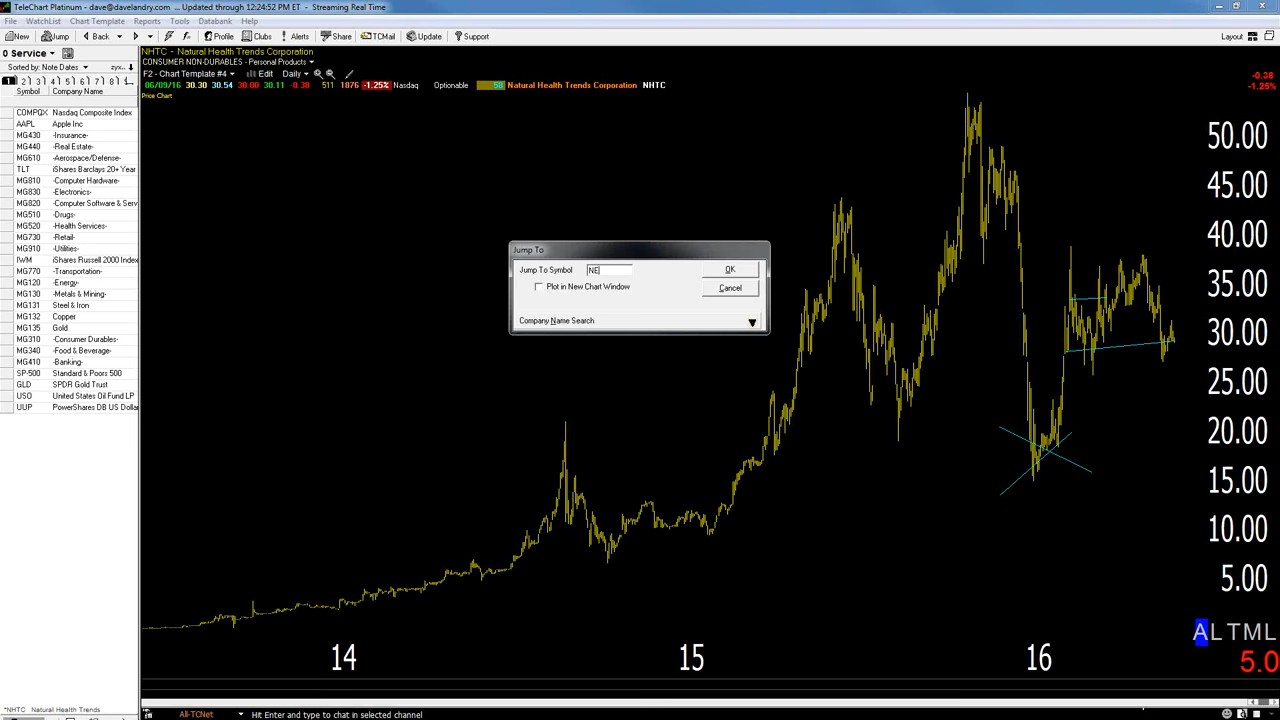 TeleChart Platinum - dave@davelandry.com ... Updated through 12:24:52 PM ET - Streaming Real Time
File WatchList Chart Template Reports Tools Databank Help
New Jump Back Profile Clubs Alerts Share TCMail Update Support Layout
0 Service
Sorted by: Note Dates zyx..
1 2 3 4 5 6 7 8
Symbol Company Name
COMPQX Nasdaq Composite Index
AAPL Apple Inc
MG430 -Insurance-
MG440 -Real Estate-
MG610 -Aerospace/Defense-
TLT iShares Barclays 20+ Year
MG810 -Computer Hardware-
MG830 -Electronics-
MG820 -Computer Software & Serv
MG510 -Drugs-
MG520 -Health Services-
MG730 -Retail-
MG910 -Utilities-
IWM iShares Russell 2000 Index
MG770 -Transportation-
MG120 -Energy-
MG130 -Metals & Mining-
MG131 Steel & Iron
MG132 Copper
MG135 Gold
MG310 -Consumer Durables-
MG340 -Food & Beverage-
MG410 -Banking-
SP-500 Standard & Poors 500
GLD SPDR Gold Trust
USO United States Oil Fund LP
UUP PowerShares DB US Dolla
*NHTC Natural Health Trends
NHTC - Natural Health Trends Corporation
CONSUMER NON-DURABLES - Personal Products
F2 - Chart Template #4 Edit Daily
06/09/16 30.30 30.54 30.00 30.11 -0.38 511 1876 -1.25% Nasdaq Optionable 50 Natural Health Trends Corporation NHTC
Price Chart
-0.38
-1.25%
Jump To
Jump To Symbol NE OK
Plot in New Chart Window Cancel
Company Name Search
50.00
45.00
40.00
35.00
30.00
25.00
20.00
15.00
10.00
5.00
ALTML
5.0
14 15 16
All-TCNet Hit Enter and type to chat in selected channel